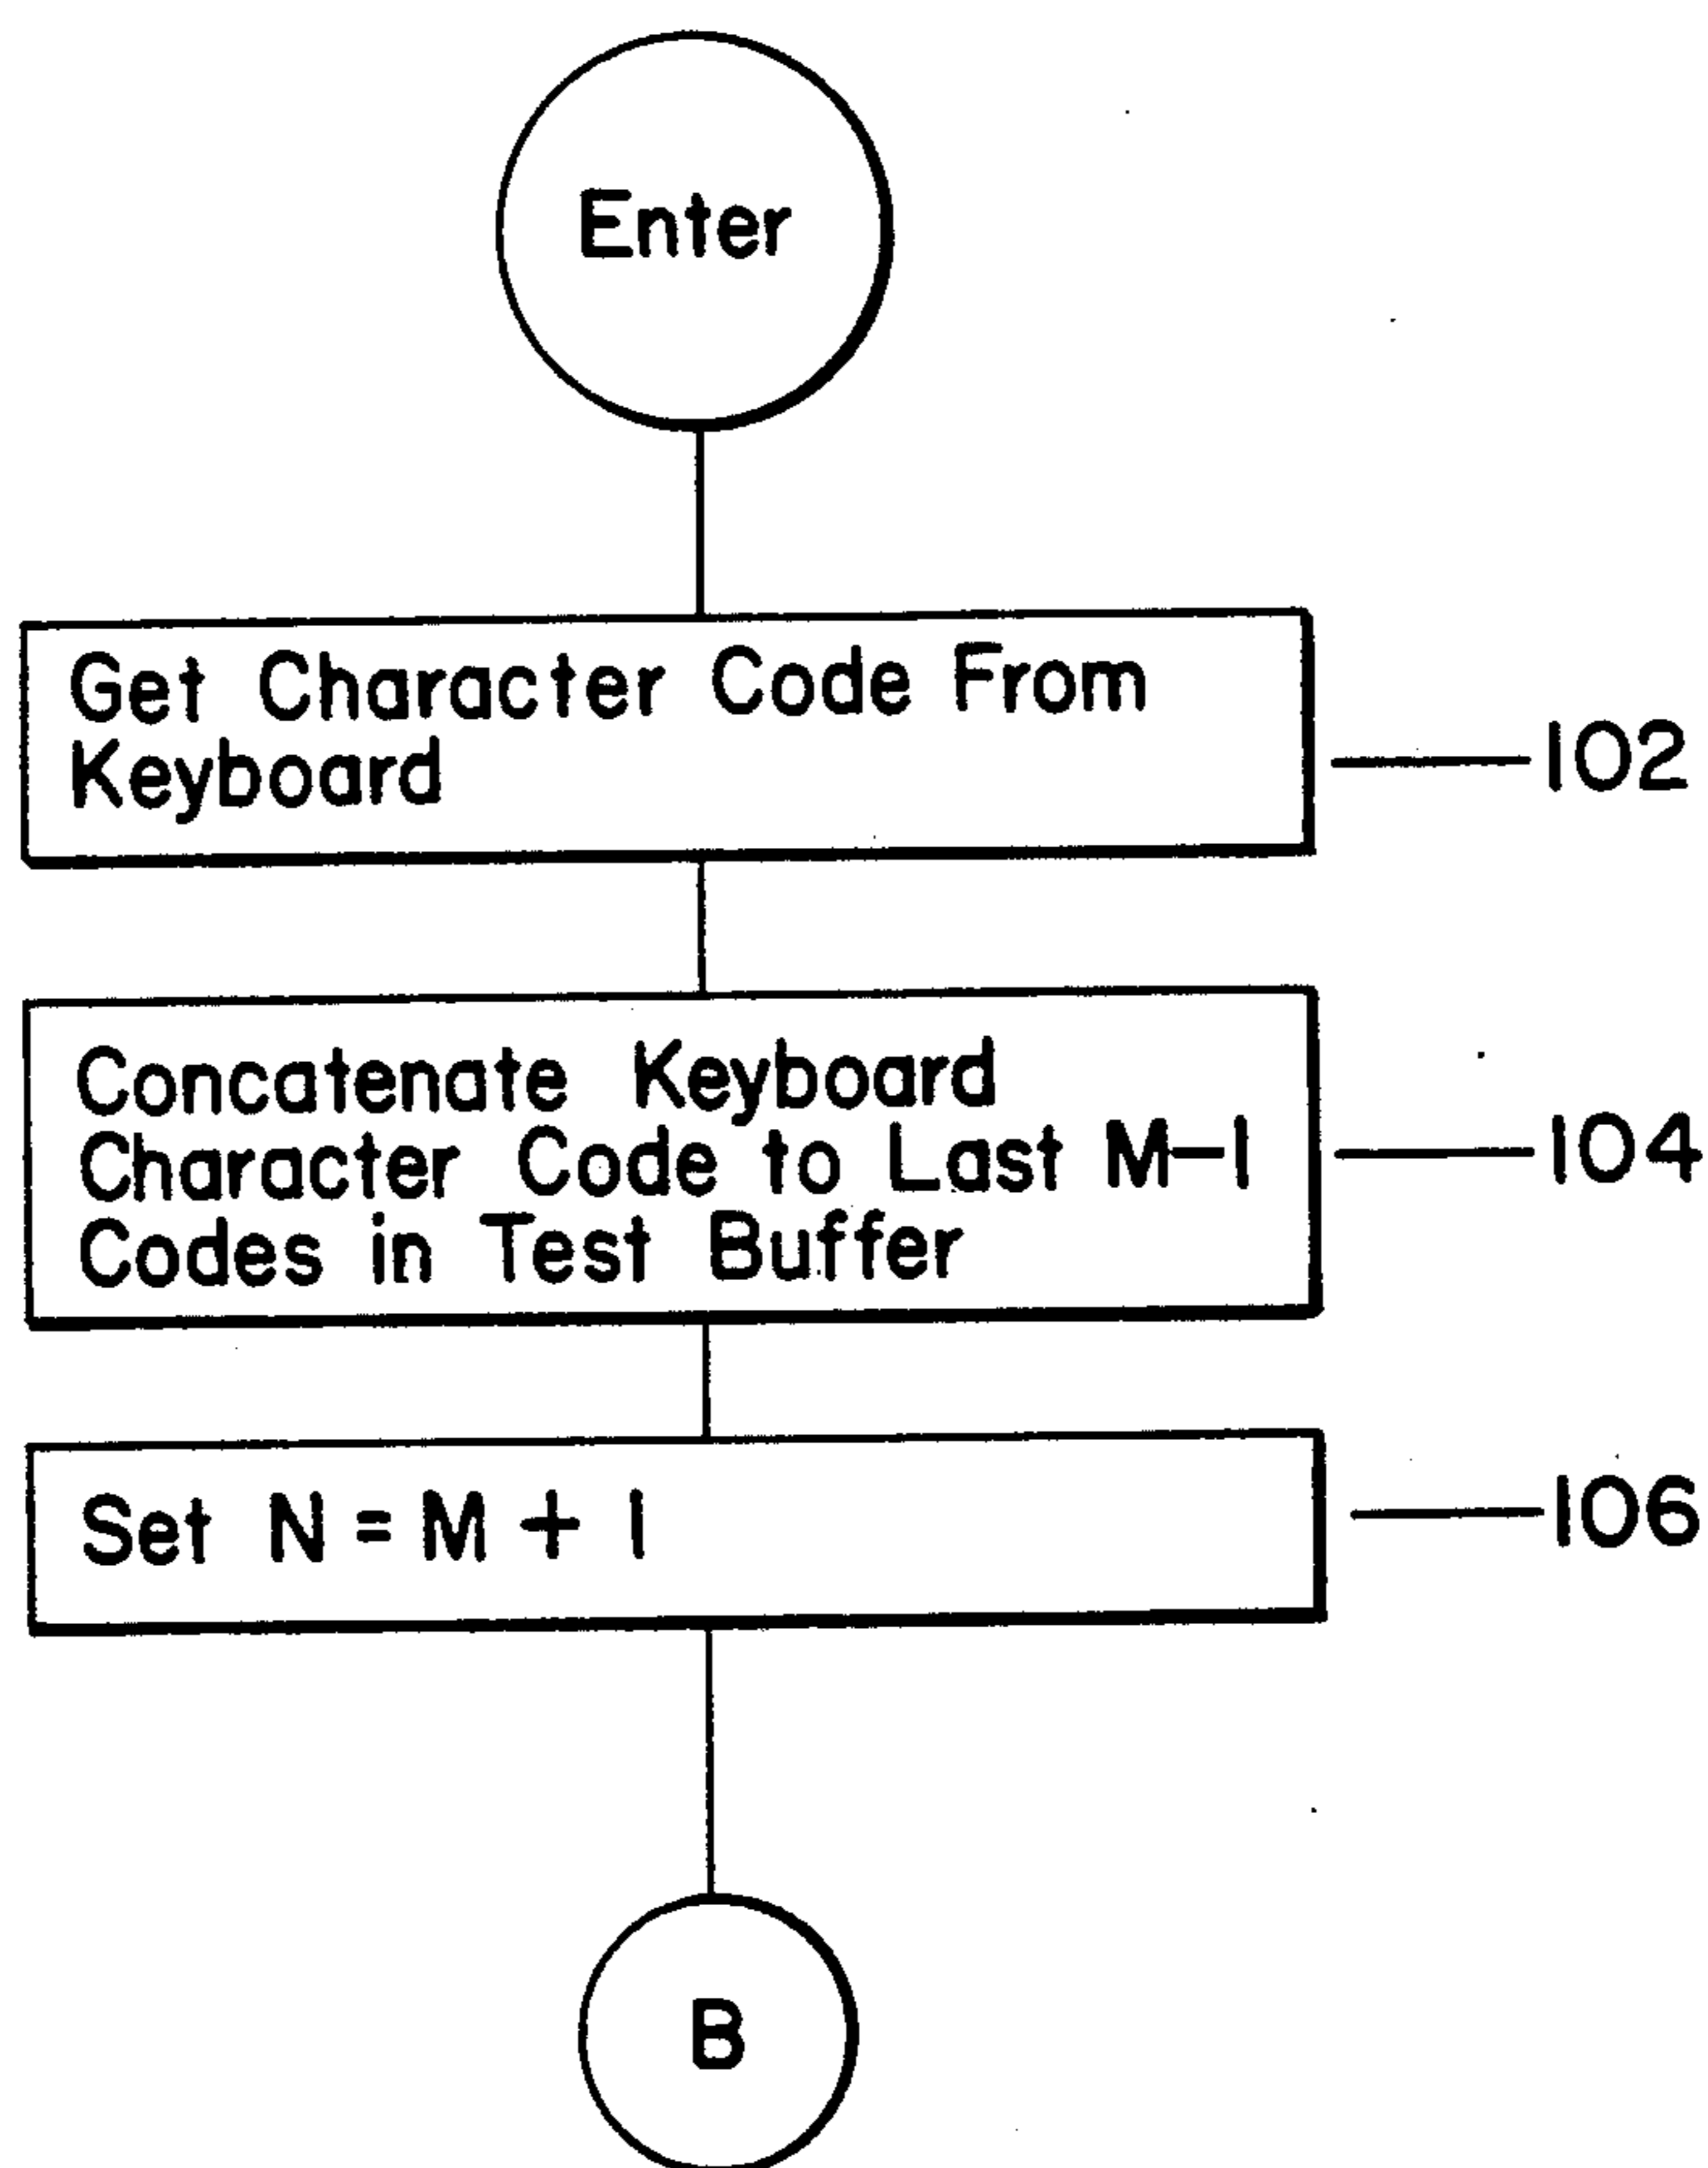 Enter
Get Character Code From
Keyboard
102
Concatenate Keyboard
Character Code to Last M-1
Codes in Test Buffer
104
Set N = M + 1
106
B